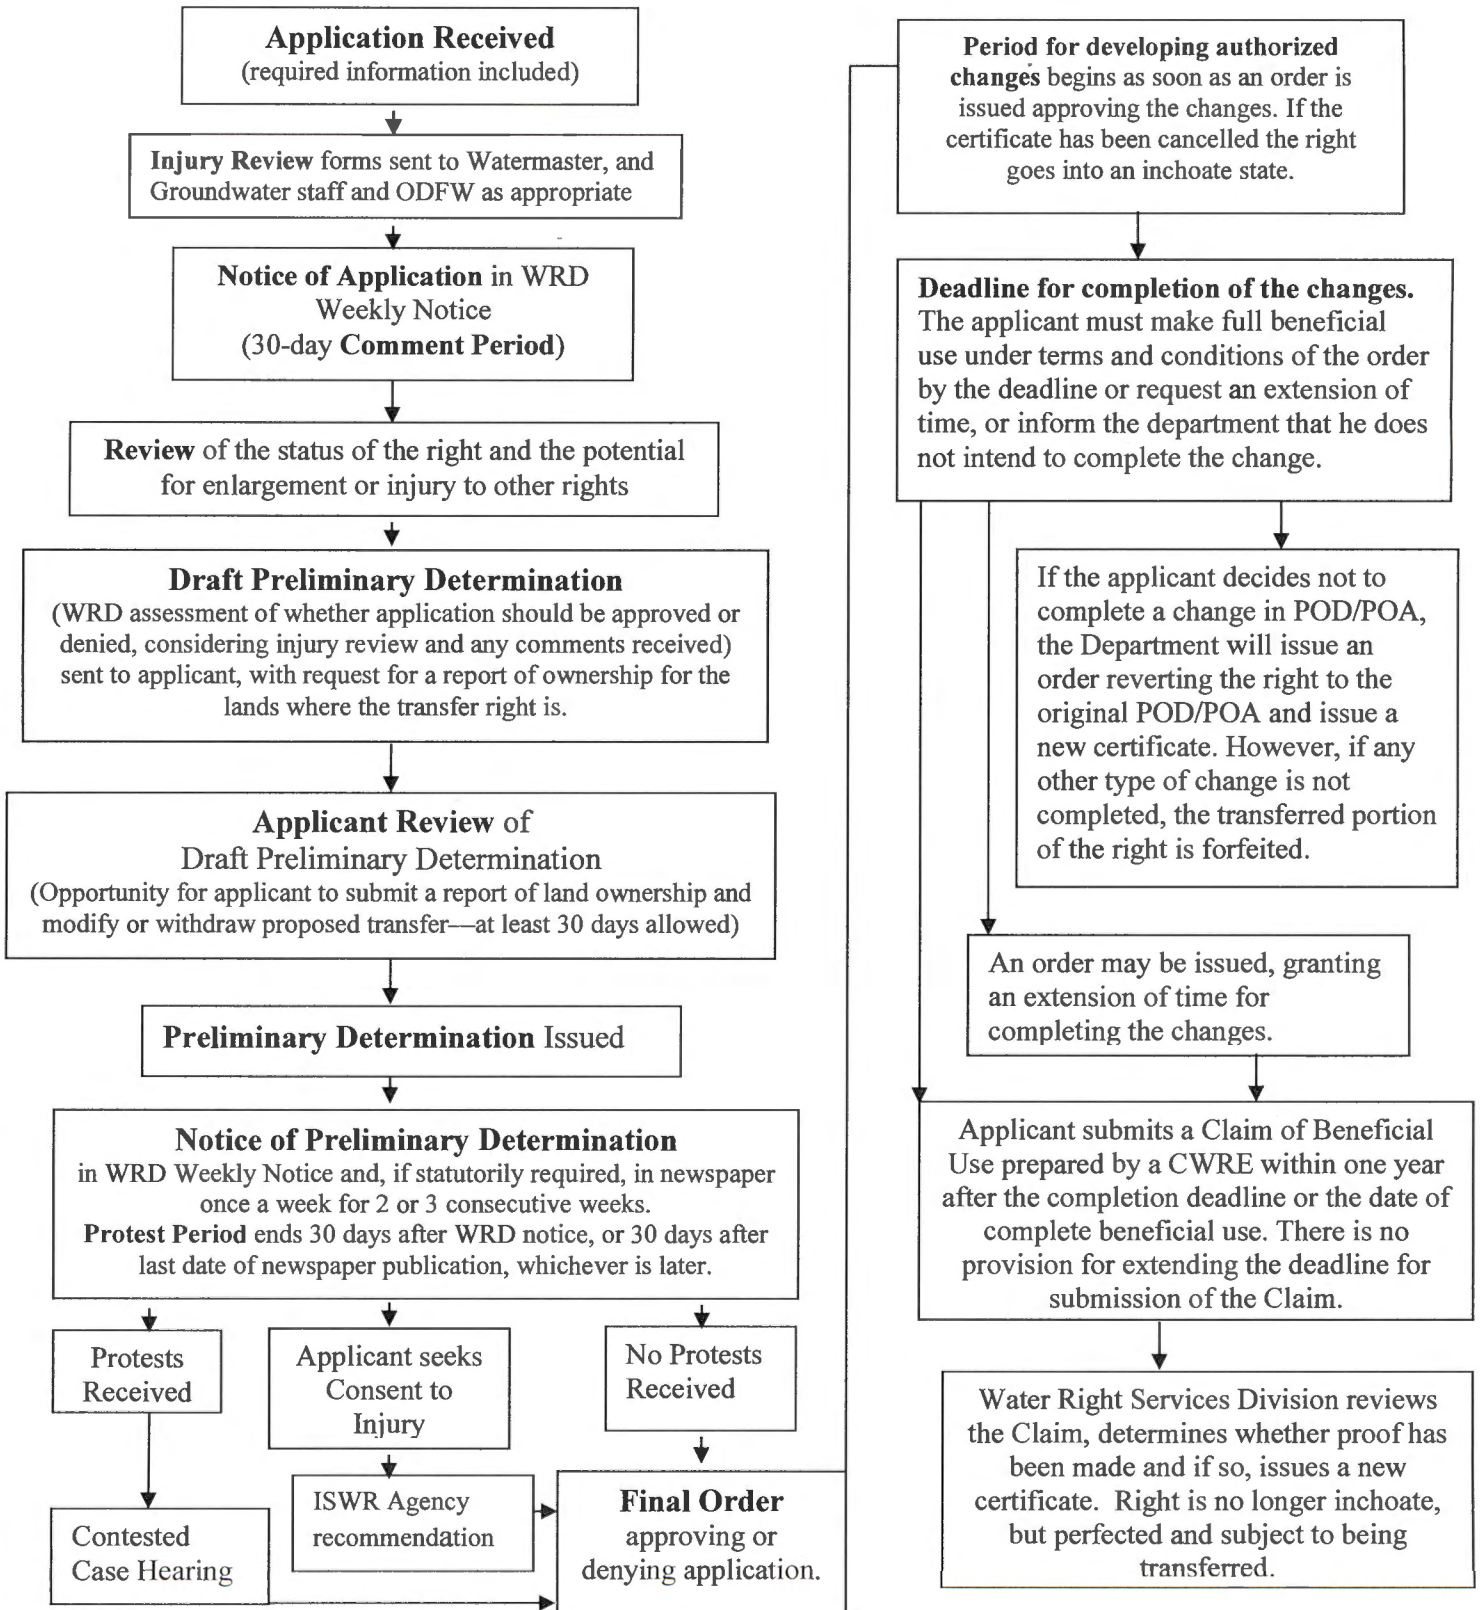 Application Received
(required information included)
Injury Review forms sent to Watermaster, and
Groundwater staff and ODFW as appropriate
Notice of Application in WRD
Weekly Notice
(30-day Comment Period)
Review of the status of the right and the potential
for enlargement or injury to other rights
Draft Preliminary Determination
(WRD assessment of whether application should be approved or
denied, considering injury review and any comments received)
sent to applicant, with request for a report of ownership for the
lands where the transfer right is.
Applicant Review of
Draft Preliminary Determination
(Opportunity for applicant to submit a report of land ownership and
modify or withdraw proposed transfer—at least 30 days allowed)
Preliminary Determination Issued
Notice of Preliminary Determination
in WRD Weekly Notice and, if statutorily required, in newspaper
once a week for 2 or 3 consecutive weeks.
Protest Period ends 30 days after WRD notice, or 30 days after
last date of newspaper publication, whichever is later.
Protests
Received
Applicant seeks
Consent to
Injury
No Protests
Received
Contested
Case Hearing
ISWR Agency
recommendation
Final Order
approving or
denying application.
Period for developing authorized
changes begins as soon as an order is
issued approving the changes. If the
certificate has been cancelled the right
goes into an inchoate state.
Deadline for completion of the changes.
The applicant must make full beneficial
use under terms and conditions of the order
by the deadline or request an extension of
time, or inform the department that he does
not intend to complete the change.
If the applicant decides not to
complete a change in POD/POA,
the Department will issue an
order reverting the right to the
original POD/POA and issue a
new certificate. However, if any
other type of change is not
completed, the transferred portion
of the right is forfeited.
An order may be issued, granting
an extension of time for
completing the changes.
Applicant submits a Claim of Beneficial
Use prepared by a CWRE within one year
after the completion deadline or the date of
complete beneficial use. There is no
provision for extending the deadline for
submission of the Claim.
Water Right Services Division reviews
the Claim, determines whether proof has
been made and if so, issues a new
certificate. Right is no longer inchoate,
but perfected and subject to being
transferred.